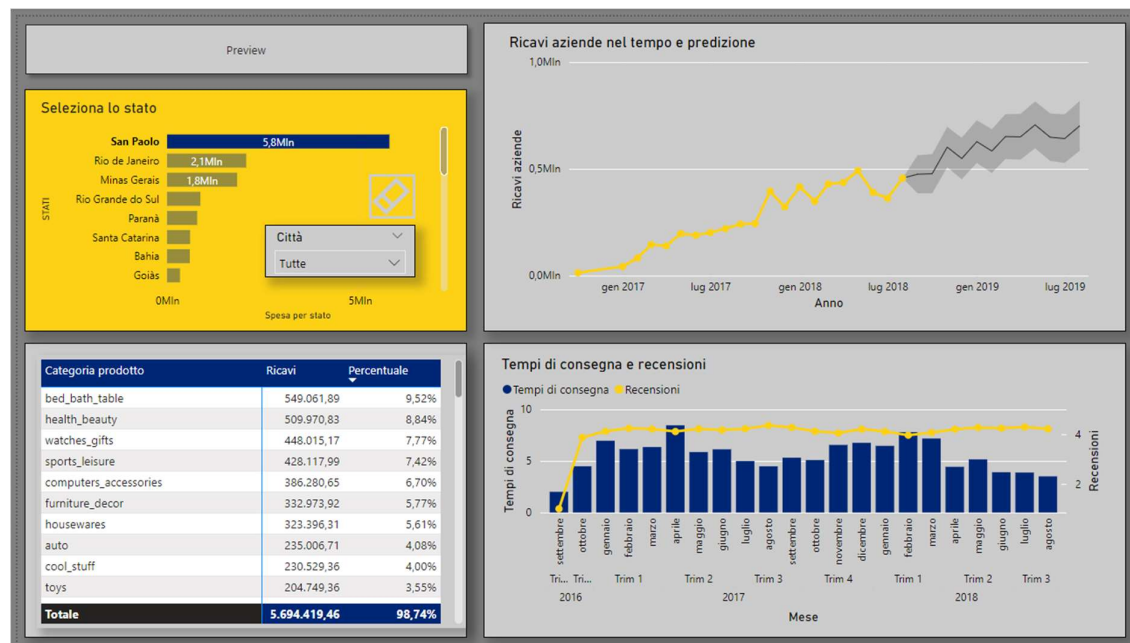 Preview
Seleziona lo stato
San Paolo 5,8Mln
Rio de Janeiro 2,1Mln
Minas Gerais 1,8Mln
Rio Grande do Sul
Paranà
Santa Catarina
Bahia
Goiás
STATI
0Mln 5Mln
Spesa per stato
Città
Tutte
Ricavi aziende nel tempo e predizione
1,0Mln
0,5Mln
0,0Mln
Ricavi aziende
gen 2017 lug 2017 gen 2018 lug 2018 gen 2019 lug 2019
Anno
Categoria prodotto Ricavi Percentuale
bed_bath_table 549.061,89 9,52%
health_beauty 509.970,83 8,84%
watches_gifts 448.015,17 7,77%
sports_leisure 428.117,99 7,42%
computers_accessories 386.280,65 6,70%
furniture_decor 332.973,92 5,77%
housewares 323.396,31 5,61%
auto 235.006,71 4,08%
cool_stuff 230.529,36 4,00%
toys 204.749,36 3,55%
Totale 5.694.419,46 98,74%
Tempi di consegna e recensioni
Tempi di consegna Recensioni
10
5
0
Tempi di consegna
4
2
Recensioni
settembre ottobre gennaio febbraio marzo aprile maggio giugno luglio agosto settembre ottobre novembre dicembre gennaio febbraio marzo aprile maggio giugno luglio agosto
Tri... Tri... Trim 1 Trim 2 Trim 3 Trim 4 Trim 1 Trim 2 Trim 3
2016 2017 2018
Mese